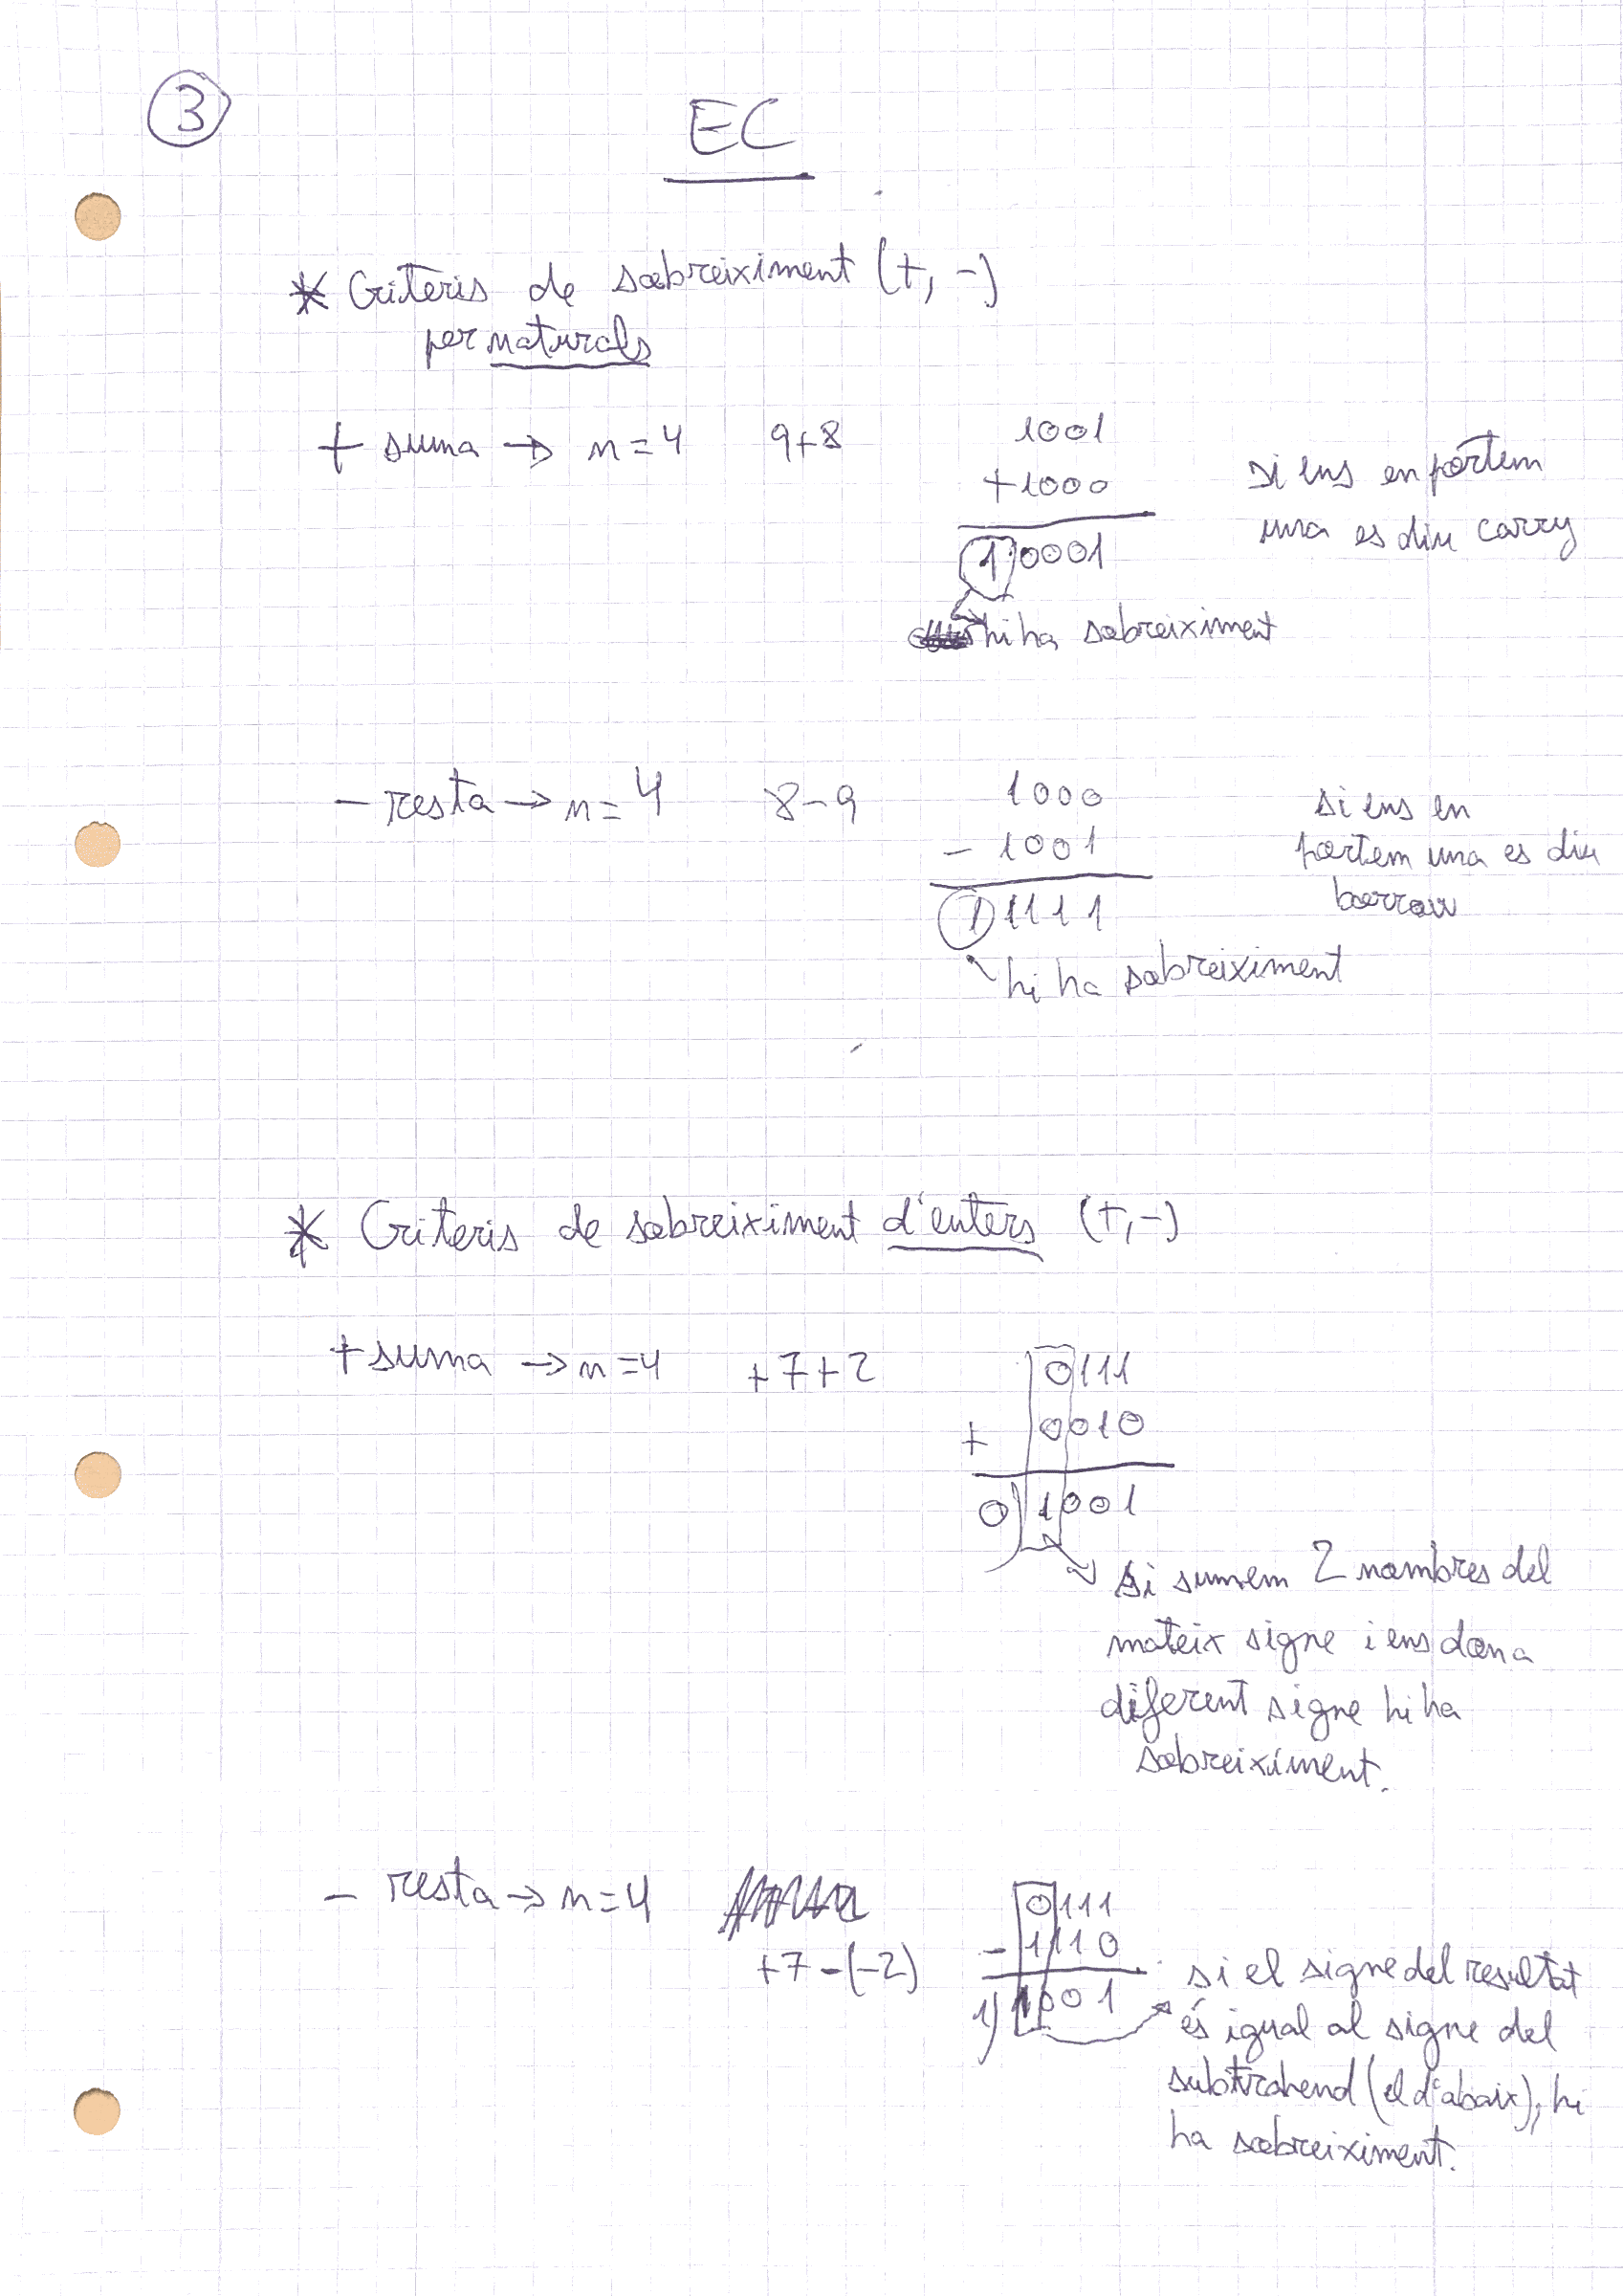 3
EC
* Criteris de sobreiximent (+, -)
per naturals
+ suma → n=4 9+8
1001
+1000
1 0001
hi ha sobreiximent
si ens en portem
una es diu carry
- resta → n=4 8-9
1000
- 1001
1 1111
hi ha sobreiximent
si ens en
portem una es diu
borrow
* Criteris de sobreiximent d'enters (+,-)
+ suma → n=4 +7+2
0111
+ 0010
0) 1001
si sumem 2 nombres del
mateix signe i ens dona
diferent signe hi ha
sobreiximent.
- resta → n=4
+7-(-2)
0111
- 1110
1) 1001
si el signe del resultat
és igual al signe del
subtrahend (el d'abaix), hi
ha sobreiximent.